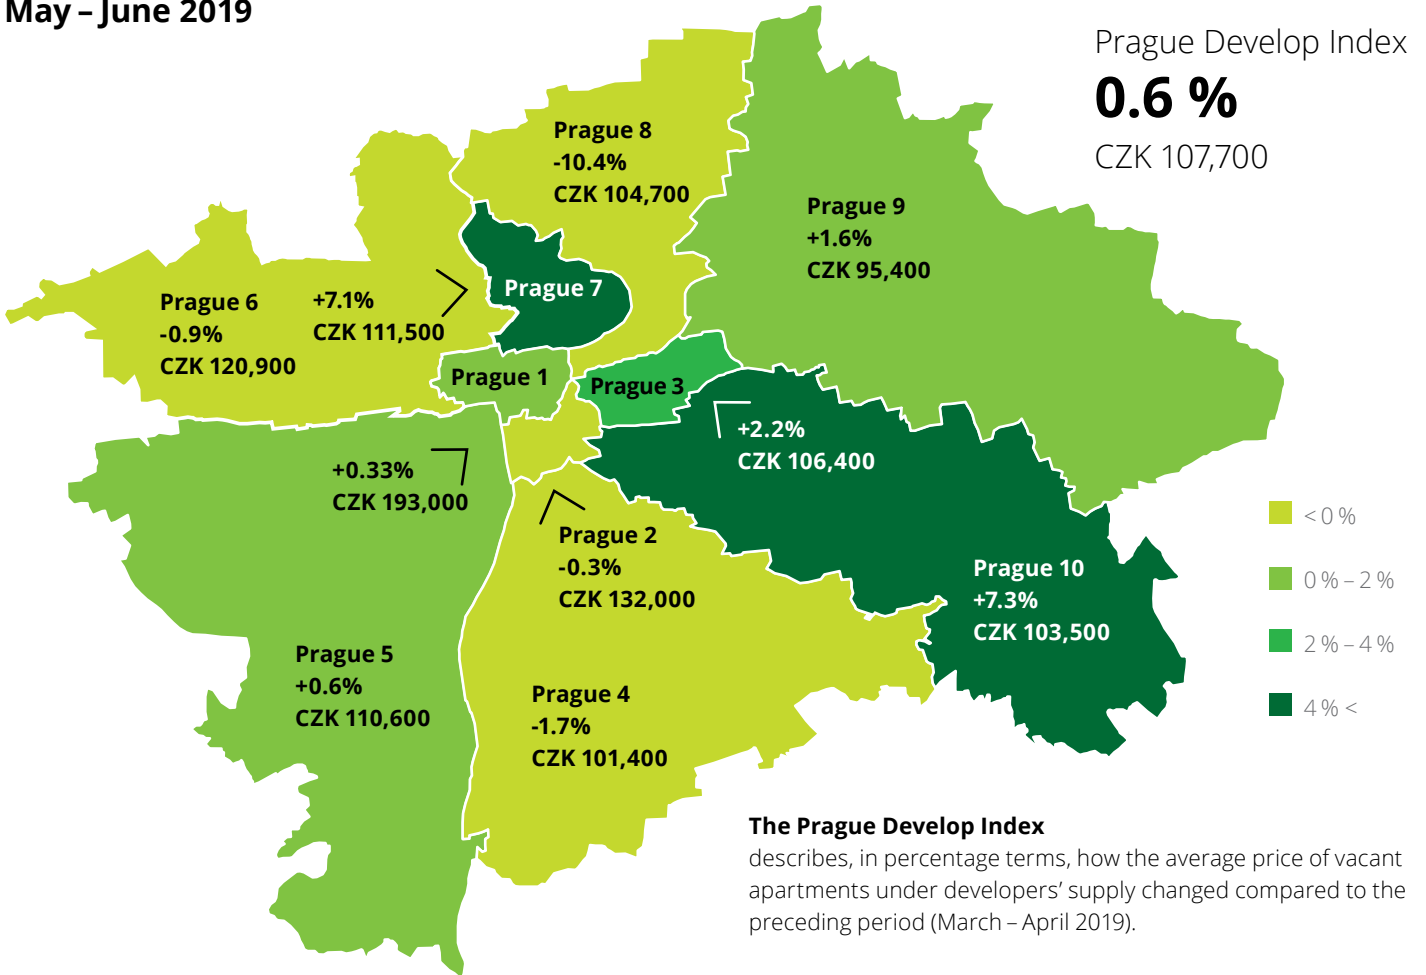 May – June 2019
Prague Develop Index
0.6 %
CZK 107,700
Prague 8
-10.4%
CZK 104,700
Prague 9
+1.6%
CZK 95,400
Prague 7
+7.1%
CZK 111,500
Prague 6
-0.9%
CZK 120,900
Prague 1
Prague 3
+2.2%
CZK 106,400
+0.33%
CZK 193,000
Prague 2
-0.3%
CZK 132,000
Prague 10
+7.3%
CZK 103,500
Prague 5
+0.6%
CZK 110,600
Prague 4
-1.7%
CZK 101,400
< 0 %
0 % – 2 %
2 % – 4 %
4 % <
The Prague Develop Index
describes, in percentage terms, how the average price of vacant
apartments under developers’ supply changed compared to the
preceding period (March – April 2019).